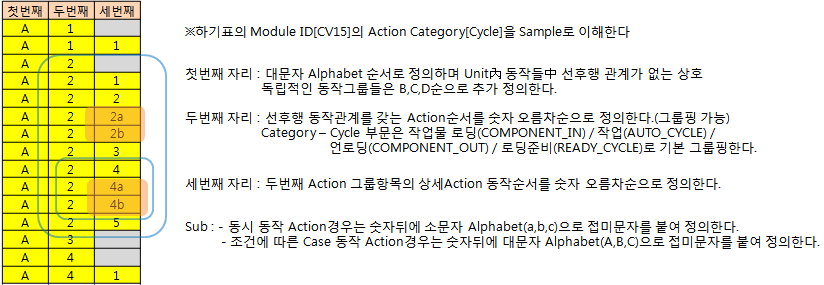 첫번째 두번째 세번째
A 1
A 1 1
A 2
A 2 1
A 2 2
A 2 2a
A 2 2b
A 2 3
A 2 4
A 2 4a
A 2 4b
A 2 5
A 3
A 4
A 4 1
※하기표의 Module ID[CV15]의 Action Category[Cycle]을 Sample로 이해한다
첫번째 자리 : 대문자 Alphabet 순서로 정의하며 Unit內 동작들中 선후행 관계가 없는 상호
독립적인 동작그룹들은 B,C,D순으로 추가 정의한다.
두번째 자리 : 선후행 동작관계를 갖는 Action순서를 숫자 오름차순으로 정의한다.(그룹핑 가능)
Category – Cycle 부문은 작업물 로딩(COMPONENT_IN) / 작업(AUTO_CYCLE) /
언로딩(COMPONENT_OUT) / 로딩준비(READY_CYCLE)로 기본 그룹핑한다.
세번째 자리 : 두번째 Action 그룹항목의 상세Action 동작순서를 숫자 오름차순으로 정의한다.
Sub : - 동시 동작 Action경우는 숫자뒤에 소문자 Alphabet(a,b,c)으로 접미문자를 붙여 정의한다.
- 조건에 따른 Case 동작 Action경우는 숫자뒤에 대문자 Alphabet(A,B,C)으로 접미문자를 붙여 정의한다.